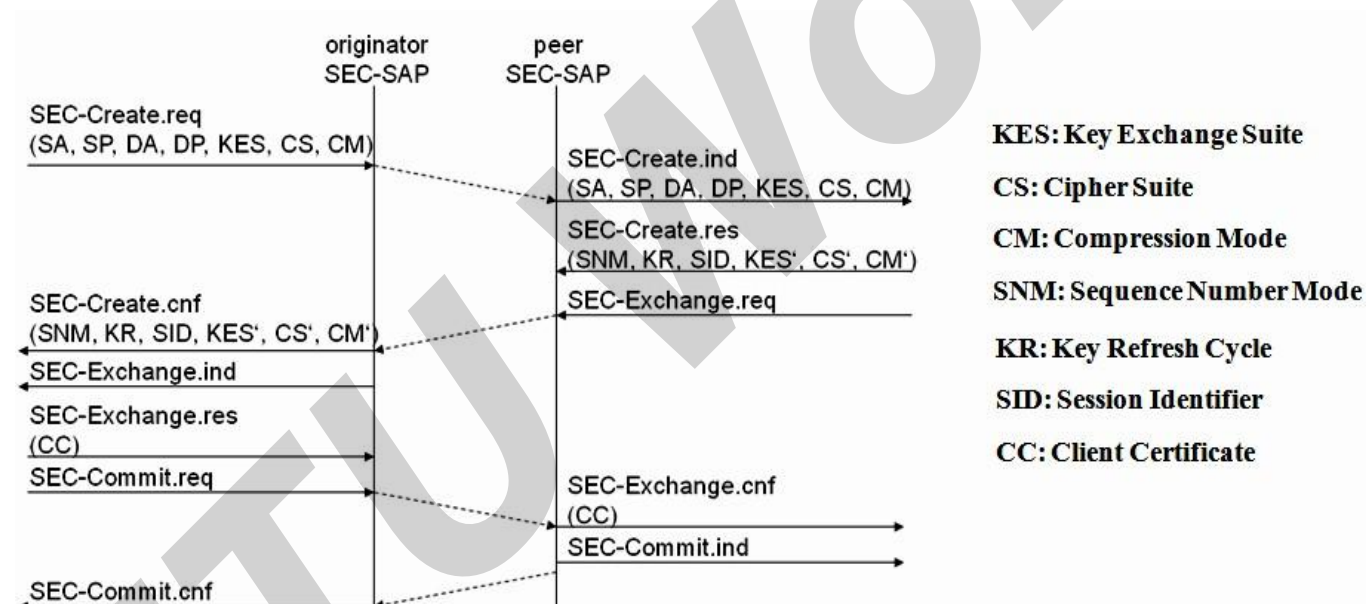 originator
SEC-SAP
peer
SEC-SAP
SEC-Create.req
(SA, SP, DA, DP, KES, CS, CM)
SEC-Create.ind
(SA, SP, DA, DP, KES, CS, CM)
SEC-Create.res
(SNM, KR, SID, KES‘, CS‘, CM‘)
SEC-Exchange.req
SEC-Create.cnf
(SNM, KR, SID, KES‘, CS‘, CM‘)
SEC-Exchange.ind
SEC-Exchange.res
(CC)
SEC-Commit.req
SEC-Exchange.cnf
(CC)
SEC-Commit.ind
SEC-Commit.cnf
KES: Key Exchange Suite
CS: Cipher Suite
CM: Compression Mode
SNM: Sequence Number Mode
KR: Key Refresh Cycle
SID: Session Identifier
CC: Client Certificate